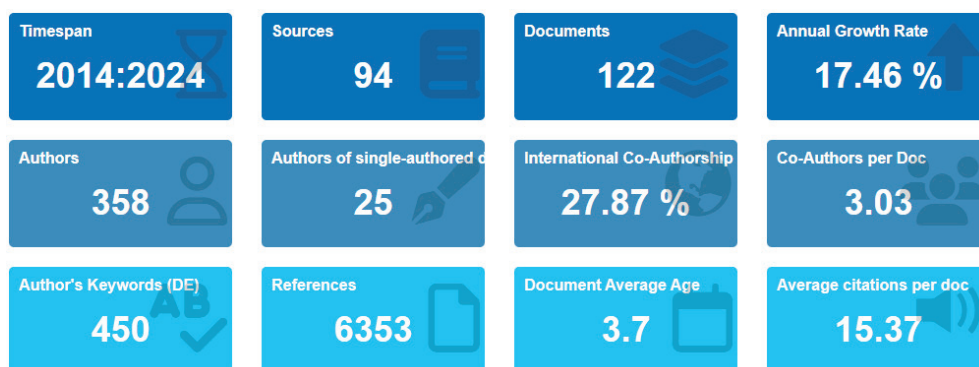 Timespan
2014:2024
Sources
94
Documents
122
Annual Growth Rate
17.46 %
Authors
358
Authors of single-authored d
25
International Co-Authorship
27.87 %
Co-Authors per Doc
3.03
Author's Keywords (DE)
AB
450
References
6353
Document Average Age
3.7
Average citations per doc
15.37